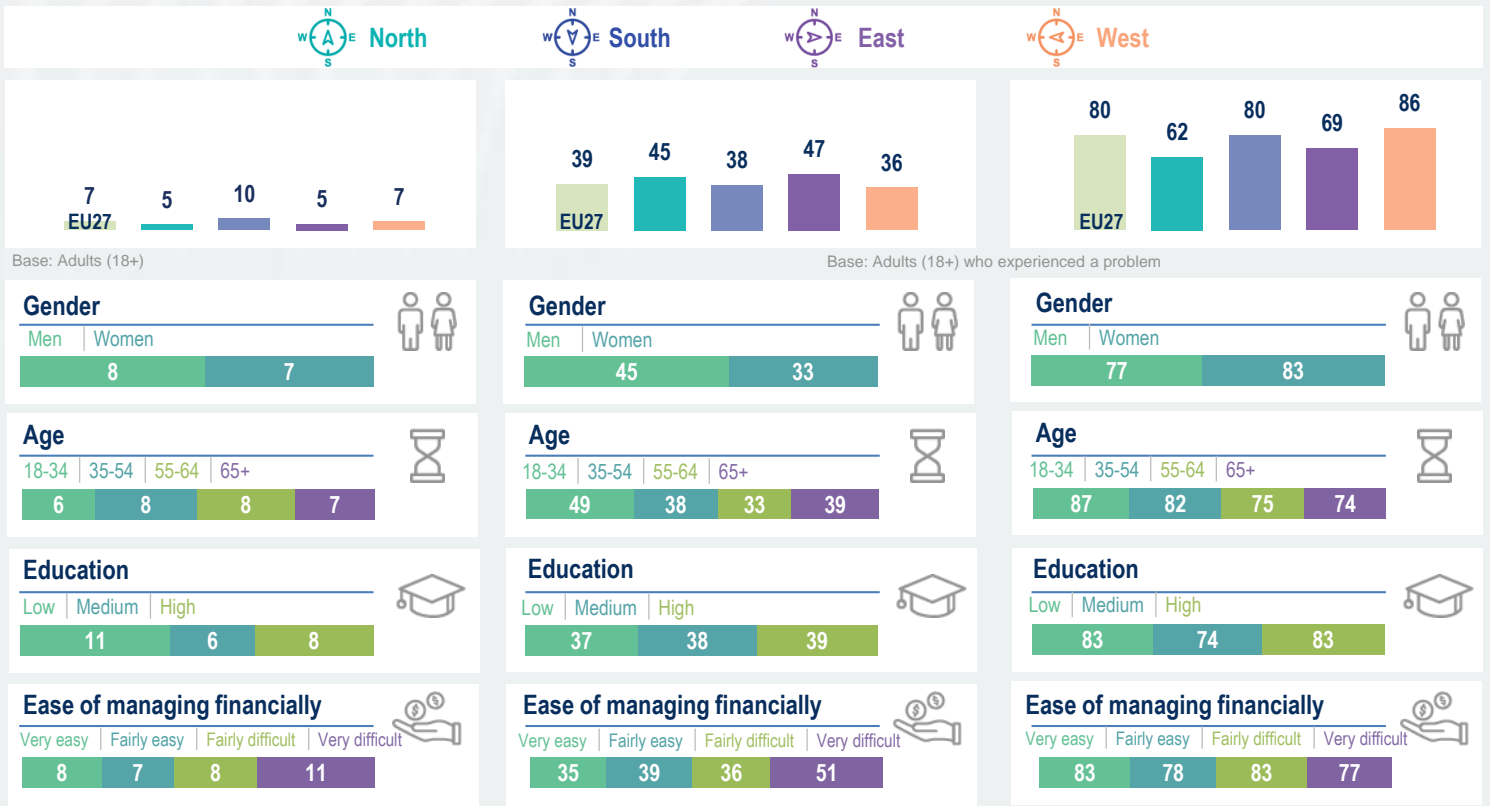 N N N N
W E North W E South W E East W E West
S S S S
7 5 10 5 7
EU27
39 45 38 47 36
EU27
80 62 80 69 86
EU27
Base: Adults (18+)
Base: Adults (18+) who experienced a problem
Gender
Men Women
8 7
Gender
Men Women
45 33
Gender
Men Women
77 83
Age
18-34 35-54 55-64 65+
6 8 8 7
Age
18-34 35-54 55-64 65+
49 38 33 39
Age
18-34 35-54 55-64 65+
87 82 75 74
Education
Low Medium High
11 6 8
Education
Low Medium High
37 38 39
Education
Low Medium High
83 74 83
Ease of managing financially
Very easy Fairly easy Fairly difficult Very difficult
8 7 8 11
Ease of managing financially
Very easy Fairly easy Fairly difficult Very difficult
35 39 36 51
Ease of managing financially
Very easy Fairly easy Fairly difficult Very difficult
83 78 83 77